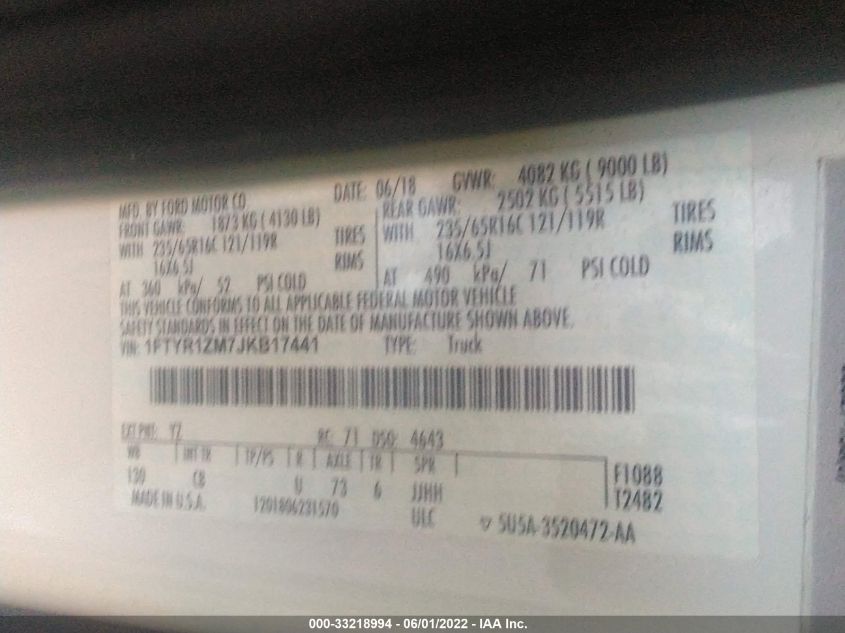 MFD. BY FORD MOTOR CO. DATE: 06/18 GVWR: 4082 KG ( 9000 LB)
FRONT GAWR: 1873 KG ( 4130 LB) REAR GAWR: 2502 KG ( 5515 LB)
WITH 235/65R16C 121/119R TIRES WITH 235/65R16C 121/119R TIRES
16X6.5J RIMS 16X6.5J RIMS
AT 360 kPa/ 52 PSI COLD AT 490 kPa/ 71 PSI COLD
THIS VEHICLE CONFORMS TO ALL APPLICABLE FEDERAL MOTOR VEHICLE
SAFETY STANDARDS IN EFFECT ON THE DATE OF MANUFACTURE SHOWN ABOVE.
VIN: 1FTYR1ZM7JKB17441 TYPE: Truck
EXT PNT: YZ RC: 71 DSO: 4643
WB INT TR TP/PS R AXLE TR SPR
130 CB U 73 6 JJHH F1088
MADE IN U.S.A. 1201806231570 ULC T2482
5U5A-3520472-AA
000-33218994 - 06/01/2022 - IAA Inc.